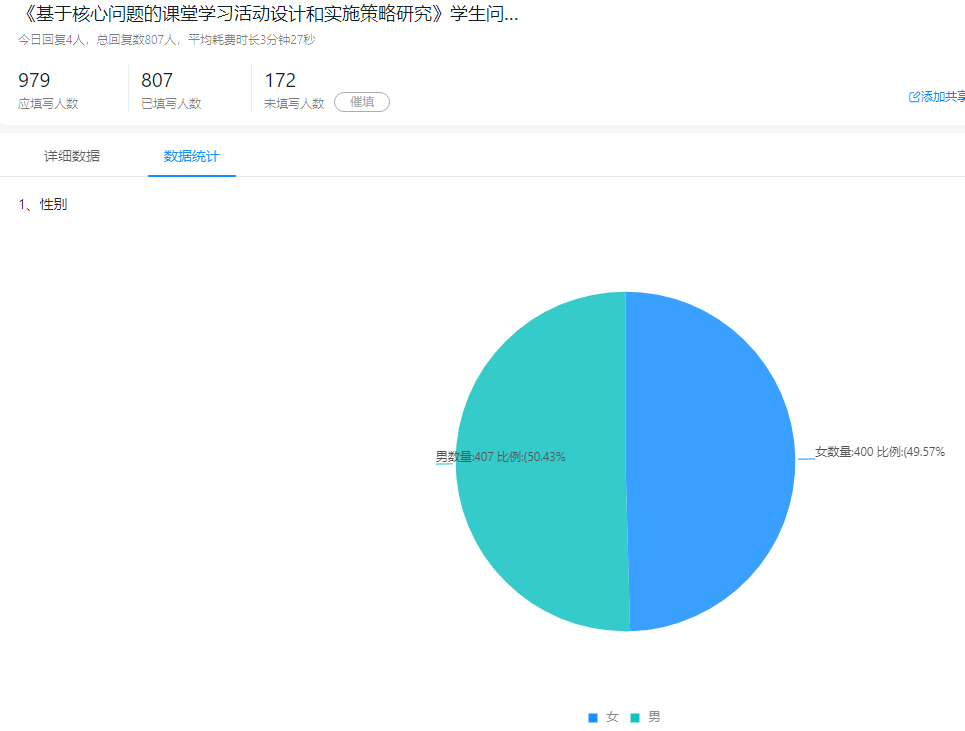 《基于核心问题的课堂学习活动设计和实施策略研究》学生问...
今日回复4人，总回复数807人，平均耗费时长3分钟27秒
979
应填写人数
807
已填写人数
172
未填写人数
催填
添加共享
详细数据
数据统计
1、性别
男数量:407 比例:(50.43%
女数量:400 比例:(49.57%
女
男